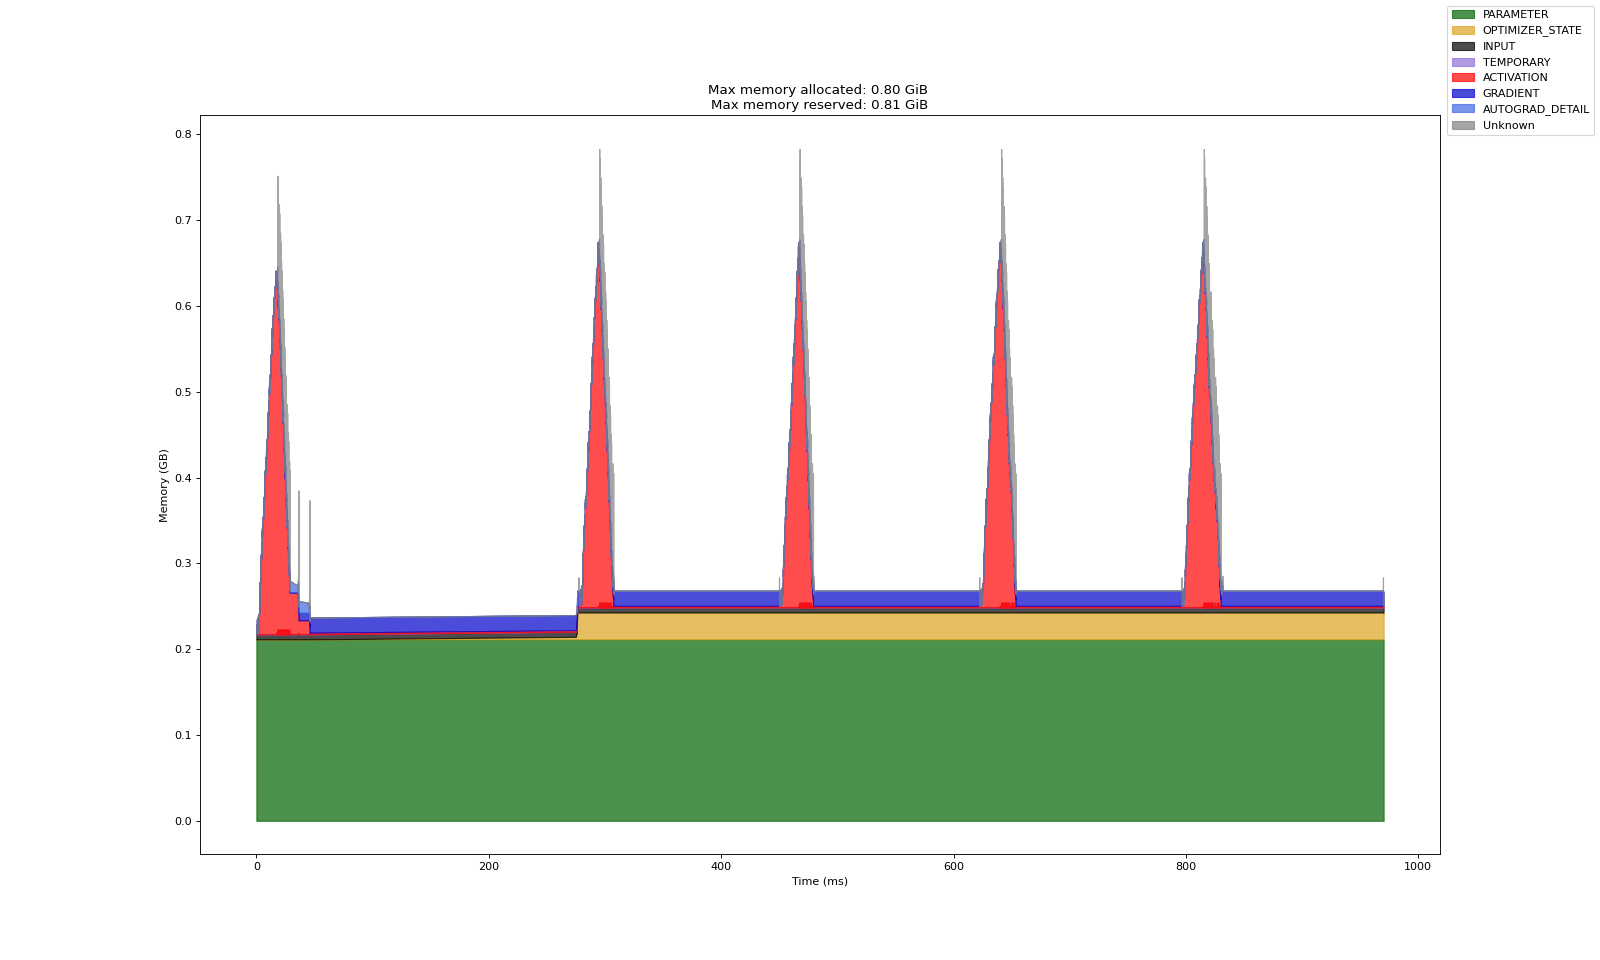 PARAMETER
OPTIMIZER_STATE
INPUT
TEMPORARY
ACTIVATION
GRADIENT
AUTOGRAD_DETAIL
Unknown
Max memory allocated: 0.80 GiB
Max memory reserved: 0.81 GiB
0.8
0.7
0.6
0.5
0.4
0.3
0.2
0.1
0.0
Memory (GB)
0 200 400 600 800 1000
Time (ms)